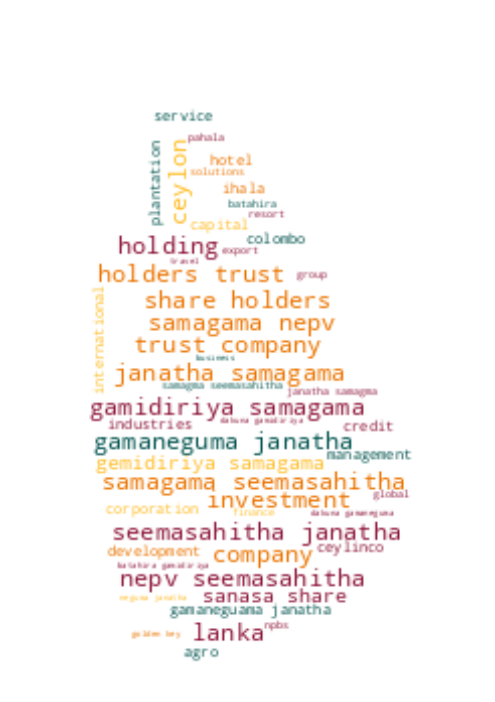 service
pahala
plantation
ceylon
hotel
solutions
ihala
batahira
resort
capital
colombo
holding
export
travel
holders trust
group
international
share holders
samagama nepv
trust company
business
janatha samagama
samagma seemasahitha
janatha samagma
gamidiriya samagama
industries
dakuna gamidiriya
credit
gamaneguma janatha
management
gemidiriya samagama
samagama seemasahitha
investment
global
corporation
finance
dakuna gamaneguma
seemasahitha janatha
development
company
ceylinco
batahira gamidiriya
nepv seemasahitha
neguma janatha
sanasa share
gamaneguama janatha
npbs
golden key
lanka
agro